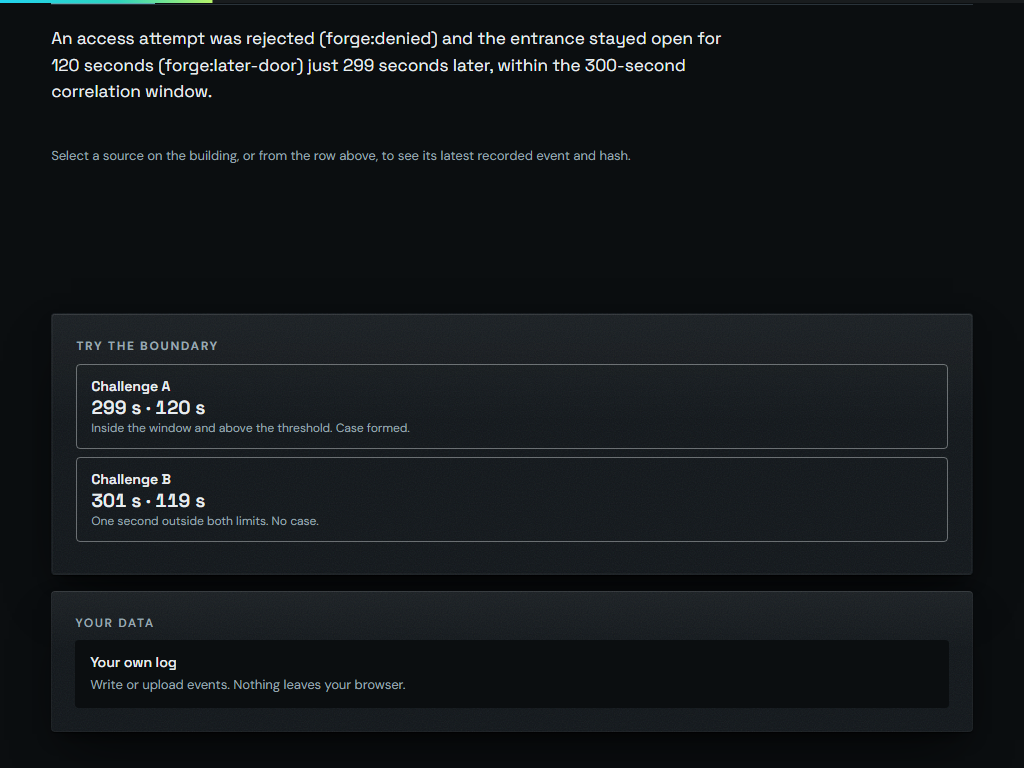 An access attempt was rejected (forge:denied) and the entrance stayed open for
120 seconds (forge:later-door) just 299 seconds later, within the 300-second
correlation window.
Select a source on the building, or from the row above, to see its latest recorded event and hash.
TRY THE BOUNDARY
Challenge A
299 s · 120 s
Inside the window and above the threshold. Case formed.
Challenge B
301 s · 119 s
One second outside both limits. No case.
YOUR DATA
Your own log
Write or upload events. Nothing leaves your browser.